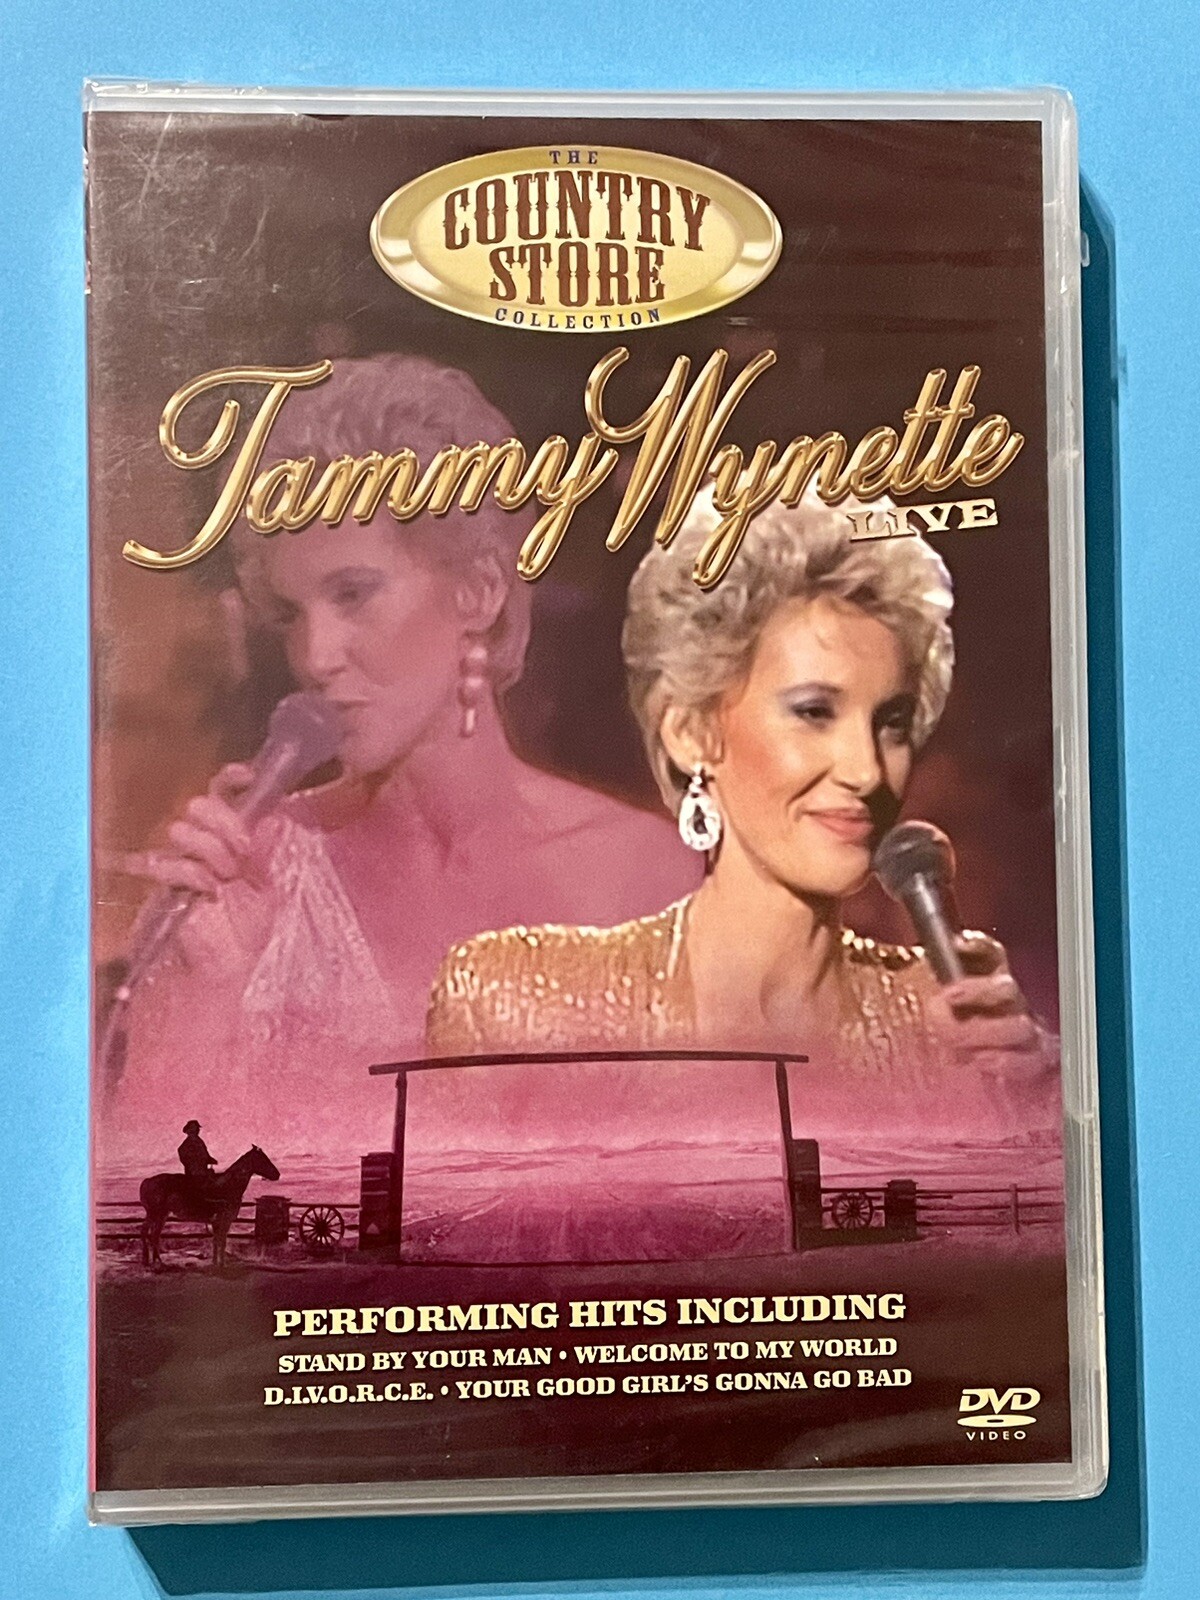 THE
COUNTRY
STORE
COLLECTION
Tammy Wynette
LIVE
PERFORMING HITS INCLUDING
STAND BY YOUR MAN • WELCOME TO MY WORLD
D.I.V.O.R.C.E. • YOUR GOOD GIRL'S GONNA GO BAD
DVD
VIDEO